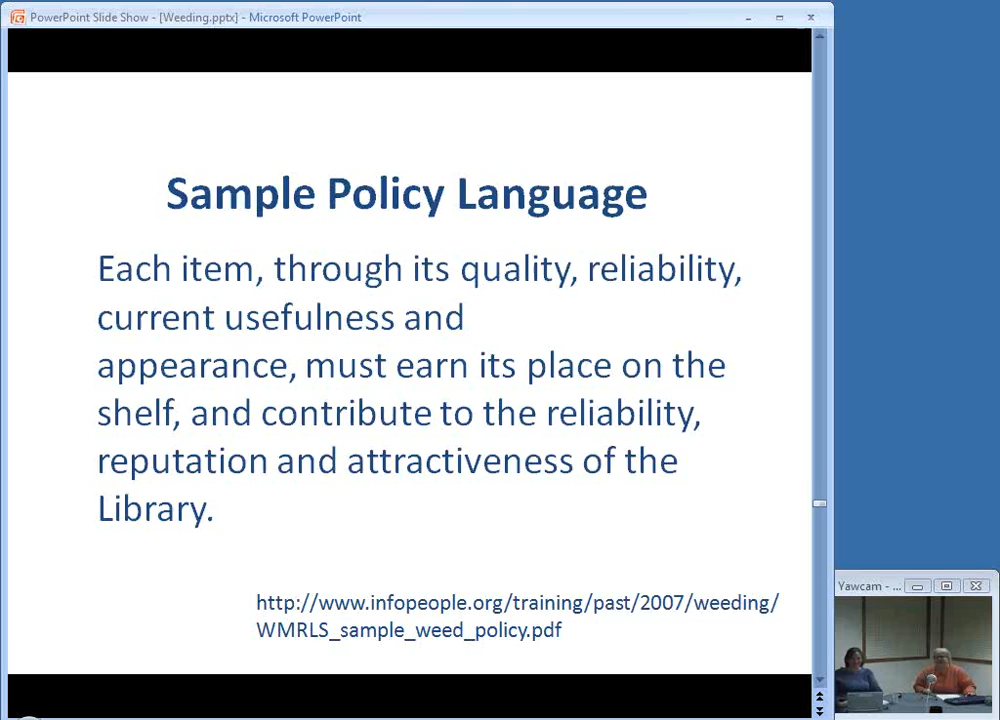 PowerPoint Slide Show - [Weeding.pptx] - Microsoft PowerPoint
Sample Policy Language
Each item, through its quality, reliability,
current usefulness and
appearance, must earn its place on the
shelf, and contribute to the reliability,
reputation and attractiveness of the
Library.
http://www.infopeople.org/training/past/2007/weeding/
WMRLS_sample_weed_policy.pdf
Yawcam - ...